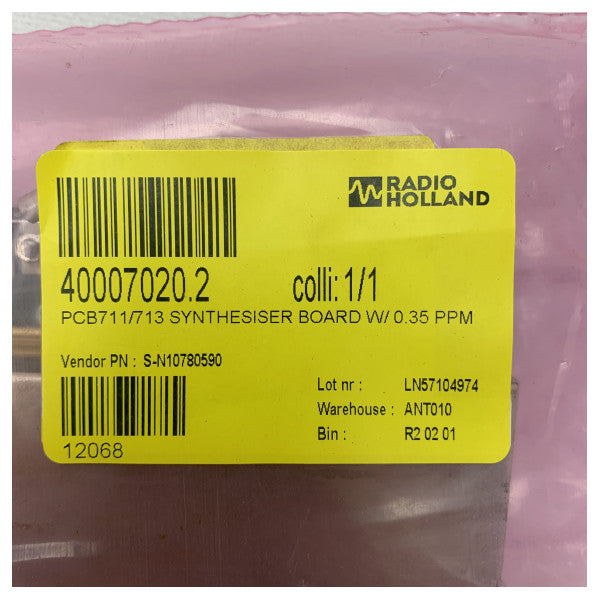 RADIO
HOLLAND
40007020.2 colli: 1/1
PCB711/713 SYNTHESISER BOARD W/ 0.35 PPM
Vendor PN : S-N10780590
Lot nr : LN57104974
Warehouse : ANT010
Bin : R2 02 01
12068